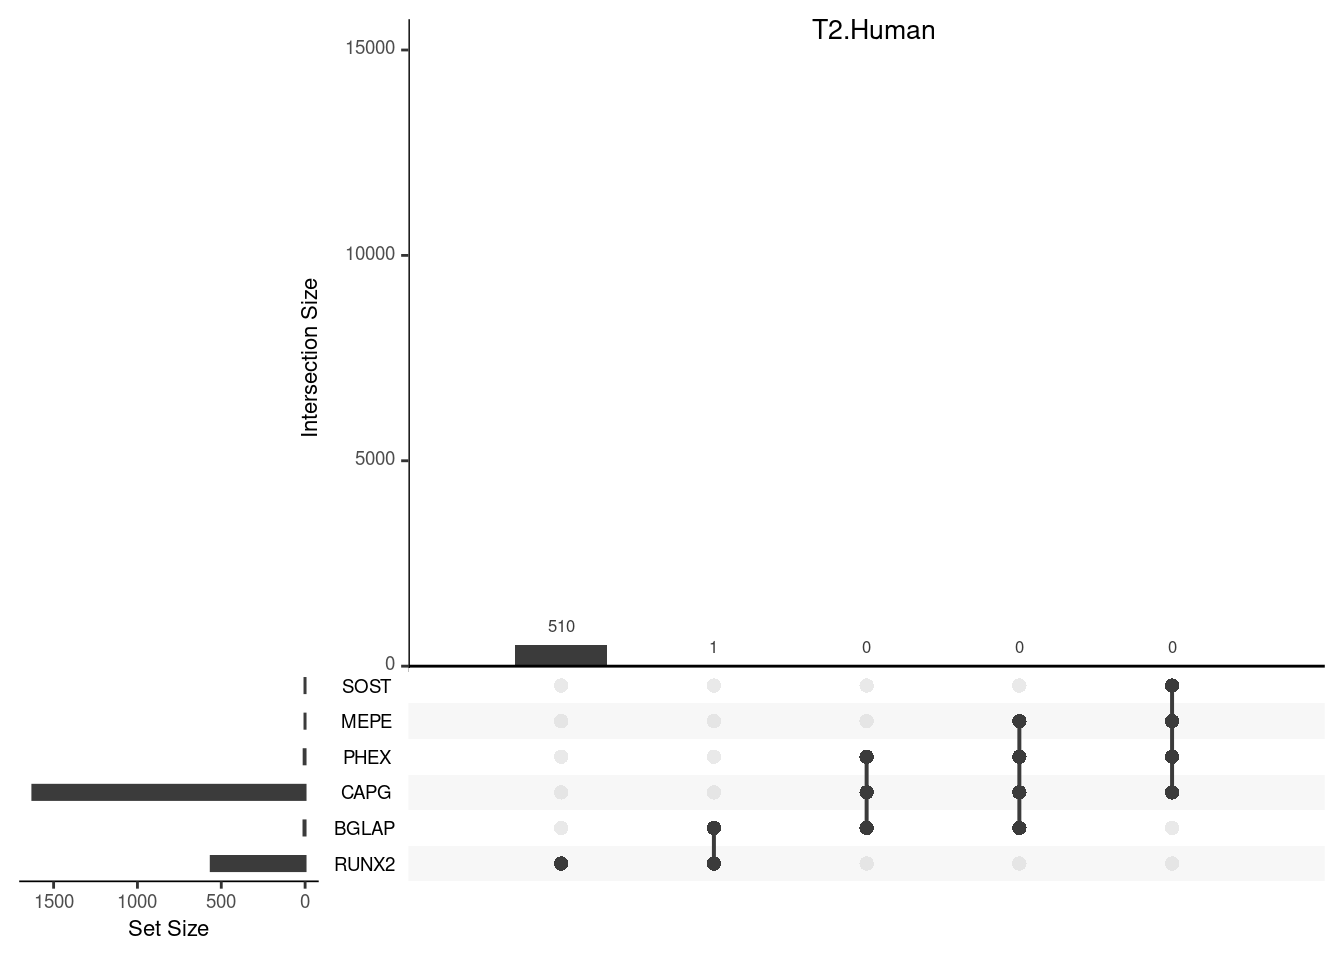 T2.Human
15000
10000
5000
0
Intersection Size
510
1
0
0
0
SOST
MEPE
PHEX
CAPG
BGLAP
RUNX2
1500
1000
500
0
Set Size